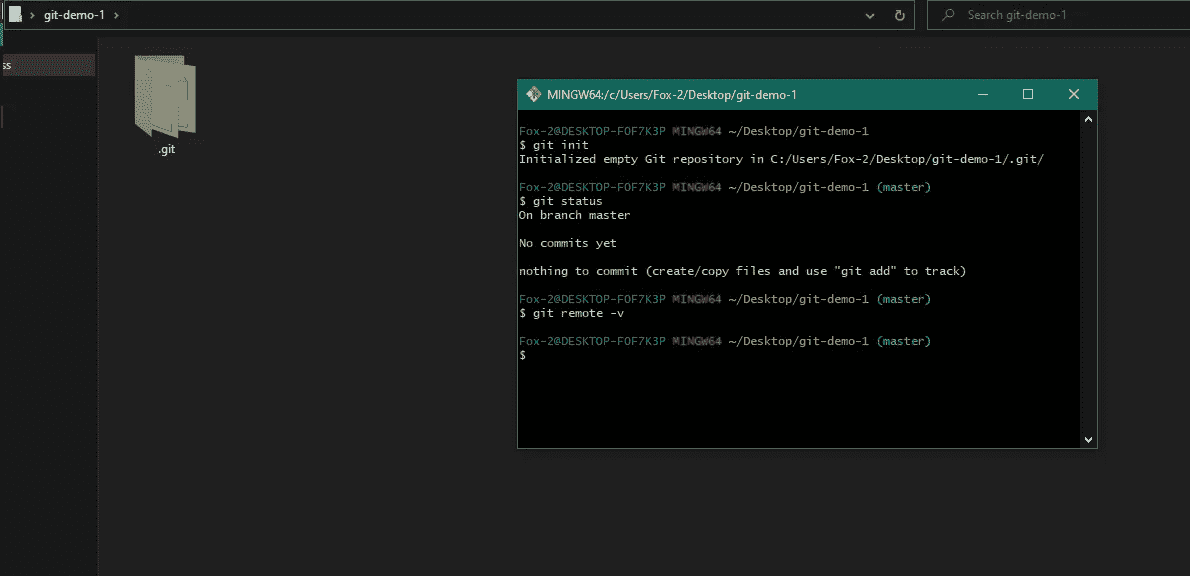 git-demo-1
Search git-demo-1
ss
.git
MINGW64:/c/Users/Fox-2/Desktop/git-demo-1
Fox-2@DESKTOP-FOF7K3P MINGW64 ~/Desktop/git-demo-1
$ git init
Initialized empty Git repository in C:/Users/Fox-2/Desktop/git-demo-1/.git/
Fox-2@DESKTOP-FOF7K3P MINGW64 ~/Desktop/git-demo-1 (master)
$ git status
On branch master
No commits yet
nothing to commit (create/copy files and use "git add" to track)
Fox-2@DESKTOP-FOF7K3P MINGW64 ~/Desktop/git-demo-1 (master)
$ git remote -v
Fox-2@DESKTOP-FOF7K3P MINGW64 ~/Desktop/git-demo-1 (master)
$